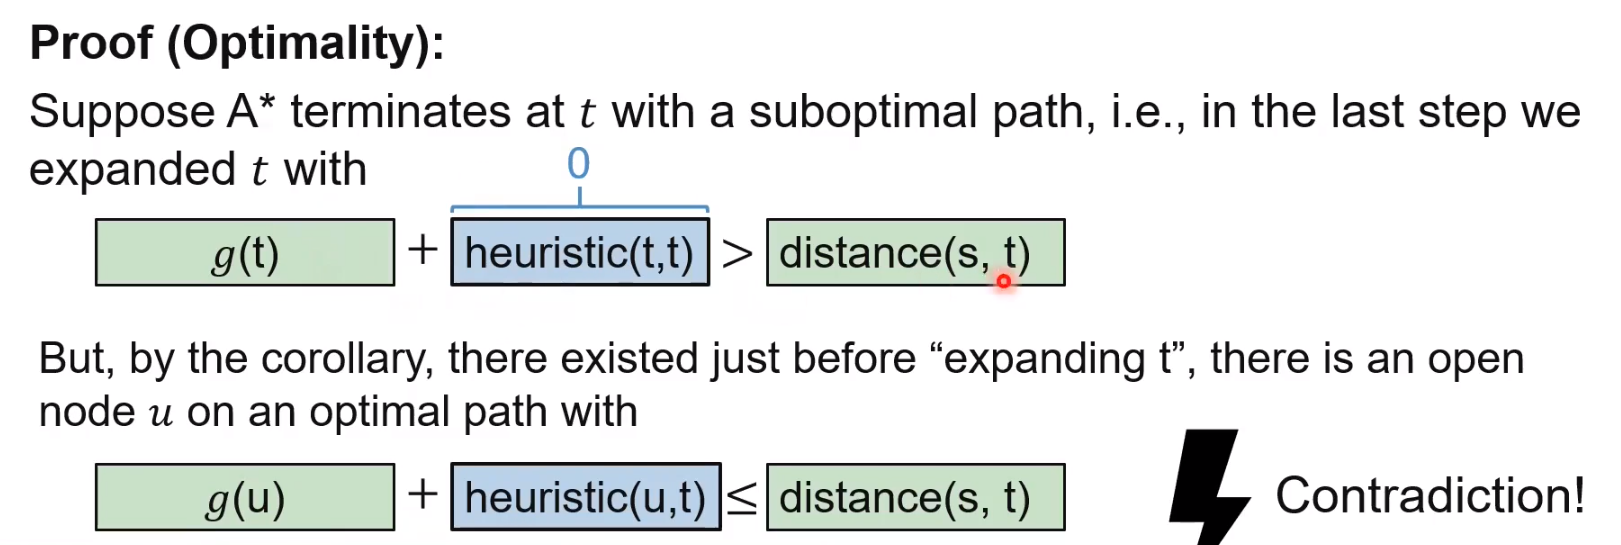 Proof (Optimality):
Suppose A* terminates at t with a suboptimal path, i.e., in the last step we
expanded t with
0
g(t) + heuristic(t,t) > distance(s, t)
But, by the corollary, there existed just before “expanding t”, there is an open
node u on an optimal path with
g(u) + heuristic(u,t) ≤ distance(s, t)
Contradiction!